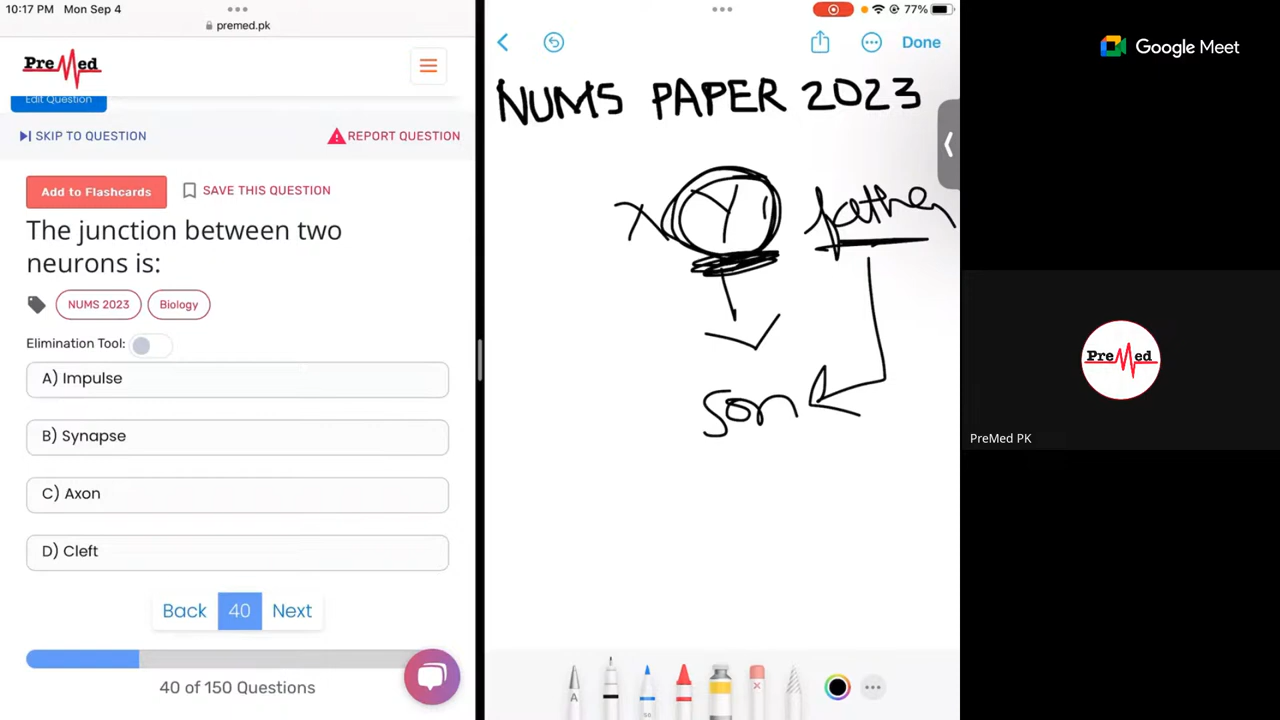 10:17 PM Mon Sep 4
premed.pk
PreMed
Edit Question
SKIP TO QUESTION
REPORT QUESTION
Add to Flashcards
SAVE THIS QUESTION
The junction between two
neurons is:
NUMS 2023
Biology
Elimination Tool:
A) Impulse
B) Synapse
C) Axon
D) Cleft
Back 40 Next
40 of 150 Questions
77%
Done
NUMS PAPER 2023
XY father
son
A
Google Meet
PreMed
PreMed PK